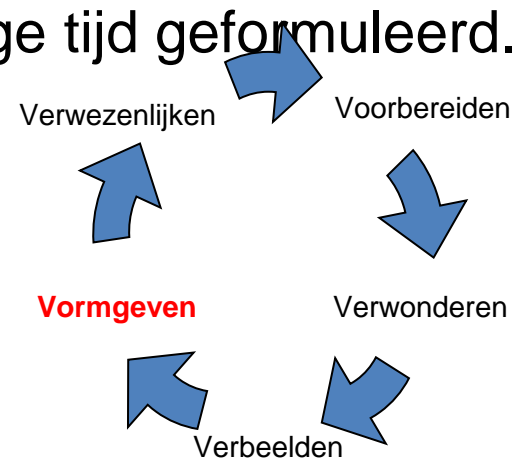 ge tijd geformuleerd.
Verwezenlijken
Voorbereiden
Vormgeven
Verwonderen
Verbeelden